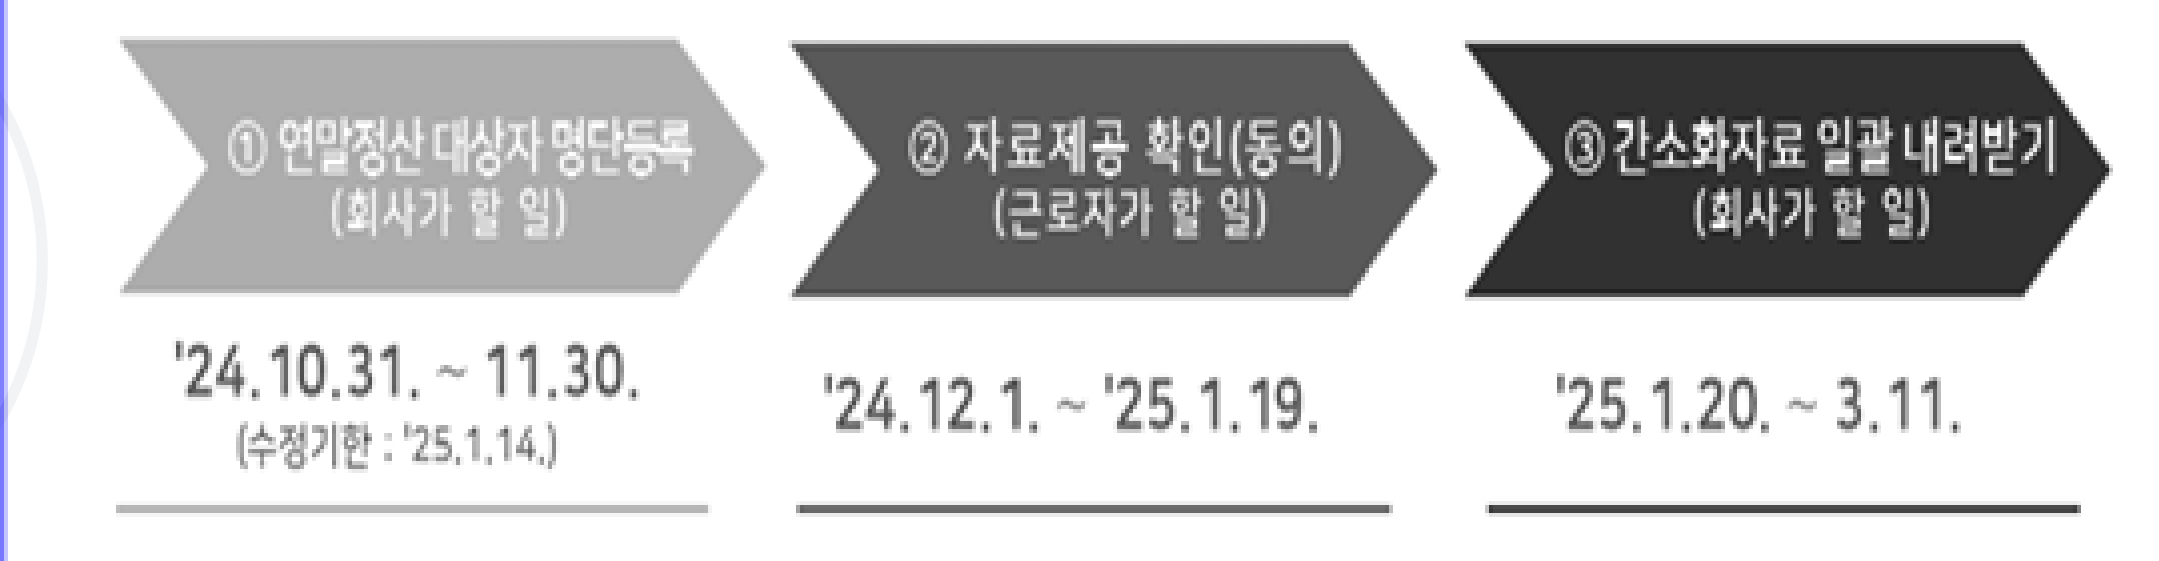 ① 연말정산 대상자 명단등록
(회사가 할 일)
'24.10.31. ~ 11.30.
(수정기한 : '25.1.14.)
② 자료제공 확인(동의)
(근로자가 할 일)
'24.12.1. ~ '25.1.19.
③ 간소화자료 일괄 내려받기
(회사가 할 일)
'25.1.20. ~ 3.11.